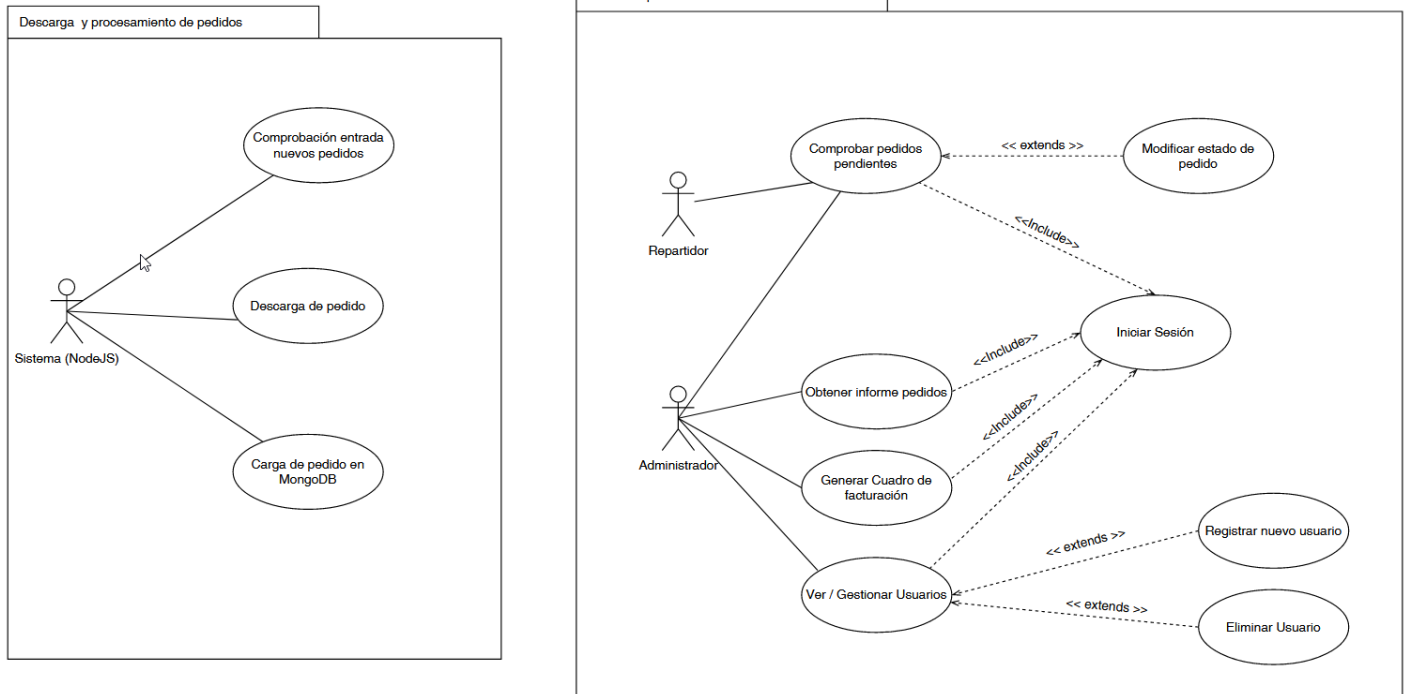 Descarga y procesamiento de pedidos
Comprobación entrada
nuevos pedidos
Descarga de pedido
Sistema (NodeJS)
Carga de pedido en
MongoDB
Comprobar pedidos
pendientes
<< extends >>
Modificar estado de
pedido
Repartidor
<<Include>>
Iniciar Sesión
<<Include>>
Obtener informe pedidos
Administrador
<<Include>>
Generar Cuadro de
facturación
<<Include>>
Ver / Gestionar Usuarios
<< extends >>
Registrar nuevo usuario
<< extends >>
Eliminar Usuario